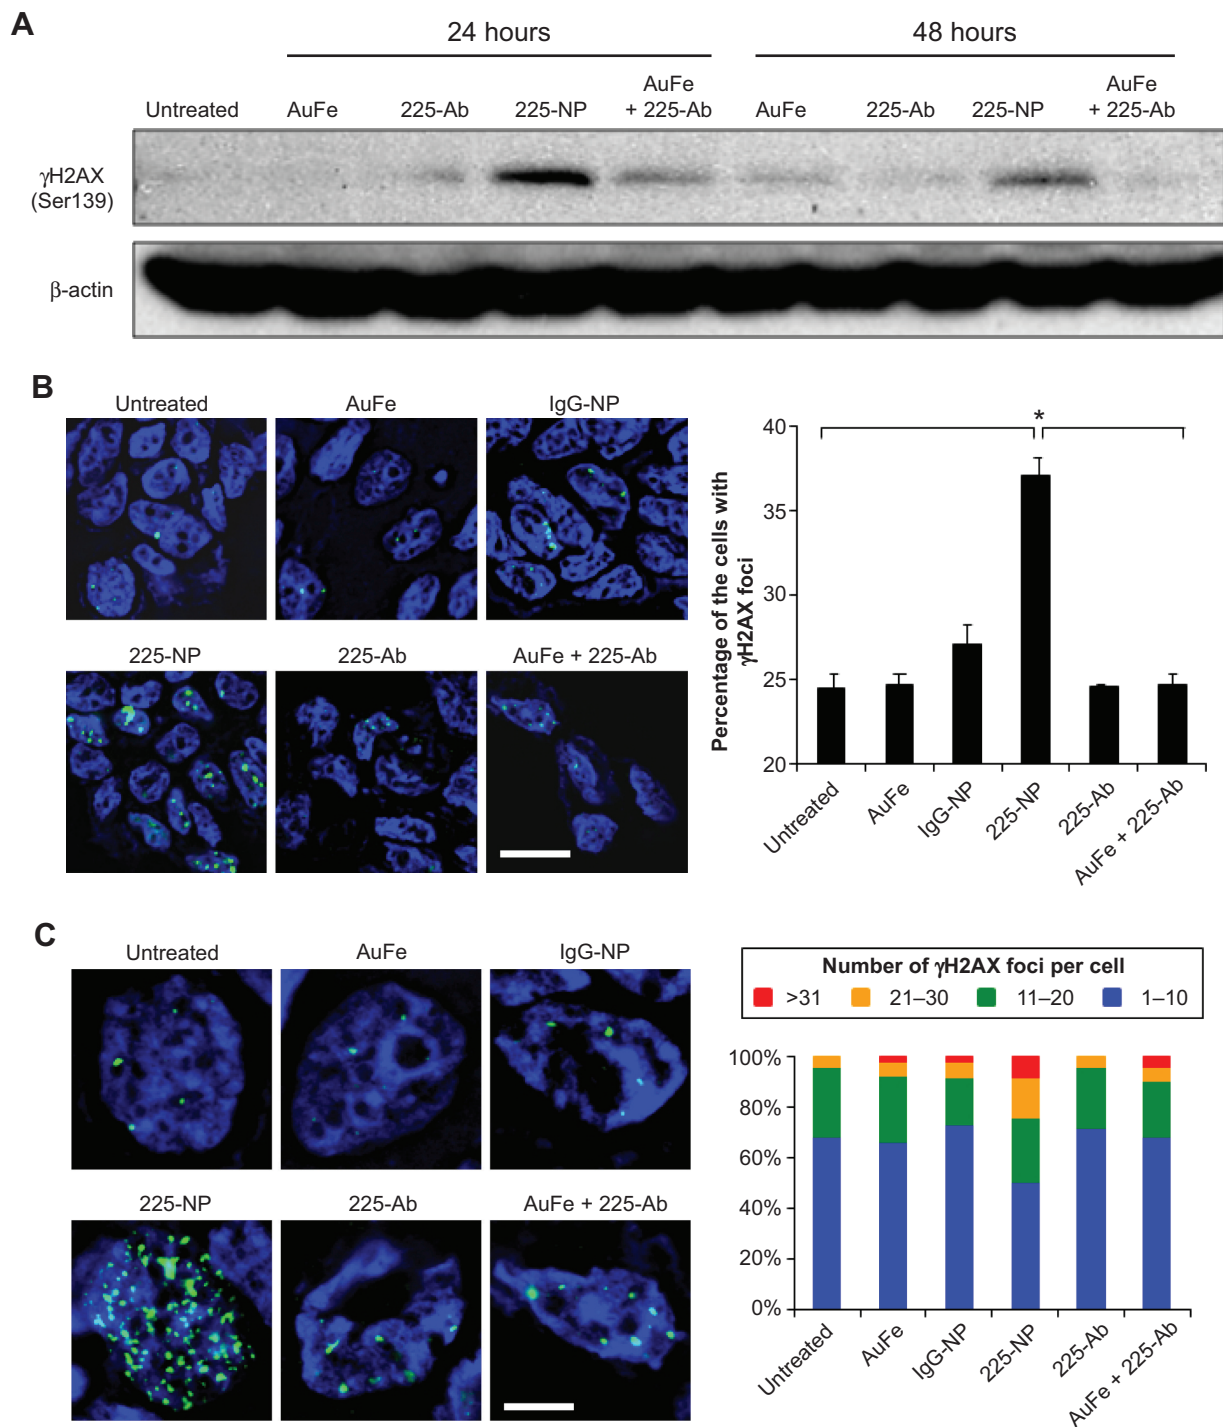 A
24 hours
48 hours
Untreated
AuFe
225-Ab
225-NP
AuFe
+ 225-Ab
AuFe
225-Ab
225-NP
AuFe
+ 225-Ab
γH2AX
(Ser139)
β-actin
B
Untreated
AuFe
IgG-NP
225-NP
225-Ab
AuFe + 225-Ab
Percentage of the cells with
γH2AX foci
*
40
35
30
25
20
Untreated
AuFe
IgG-NP
225-NP
225-Ab
AuFe + 225-Ab
C
Untreated
AuFe
IgG-NP
225-NP
225-Ab
AuFe + 225-Ab
Number of γH2AX foci per cell
>31
21–30
11–20
1–10
100%
80%
60%
40%
20%
0%
Untreated
AuFe
IgG-NP
225-NP
225-Ab
AuFe + 225-Ab